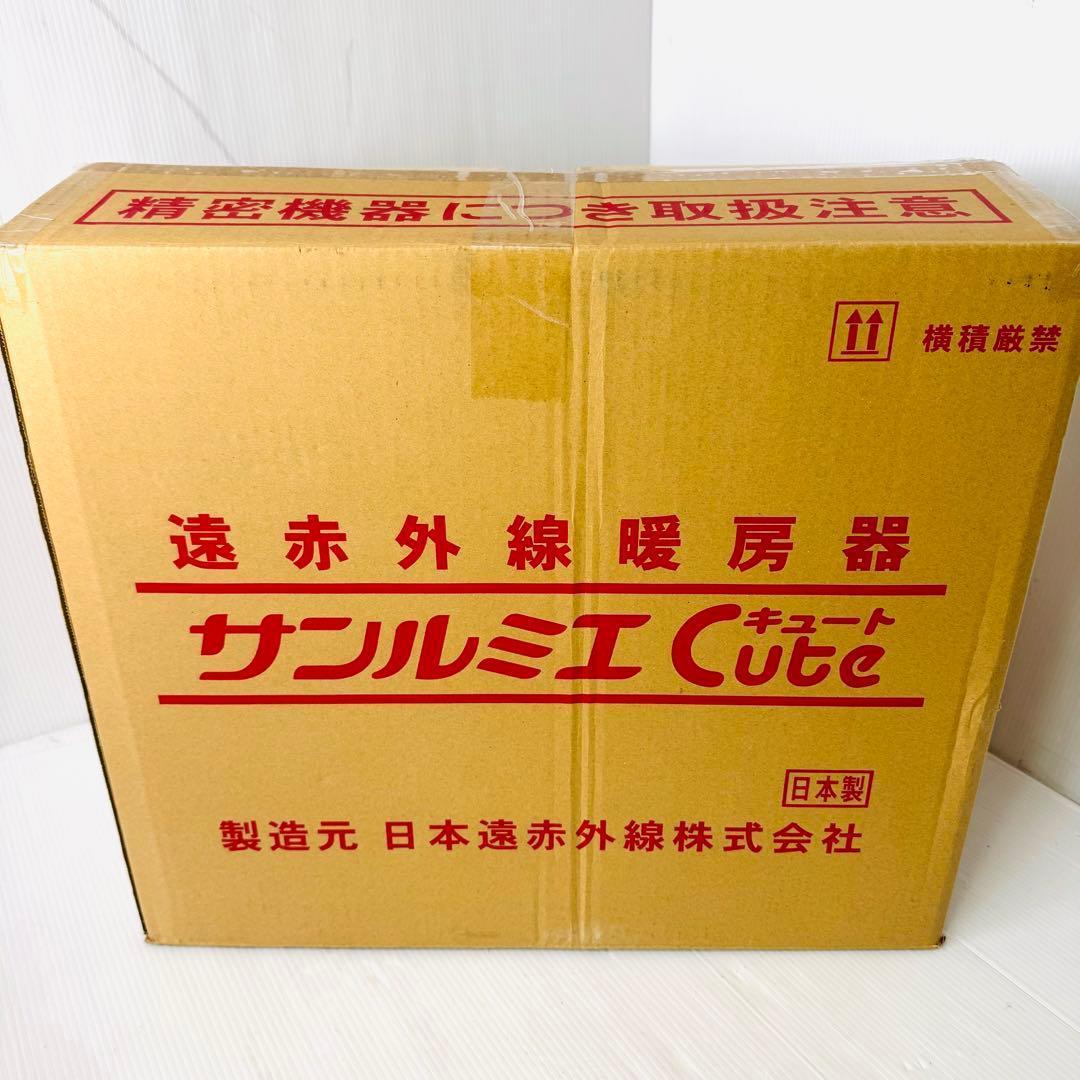 精密機器につき取扱注意
横積厳禁
遠赤外線暖房器
サンルミエ Cute
キュート
日本製
製造元 日本遠赤外線株式会社